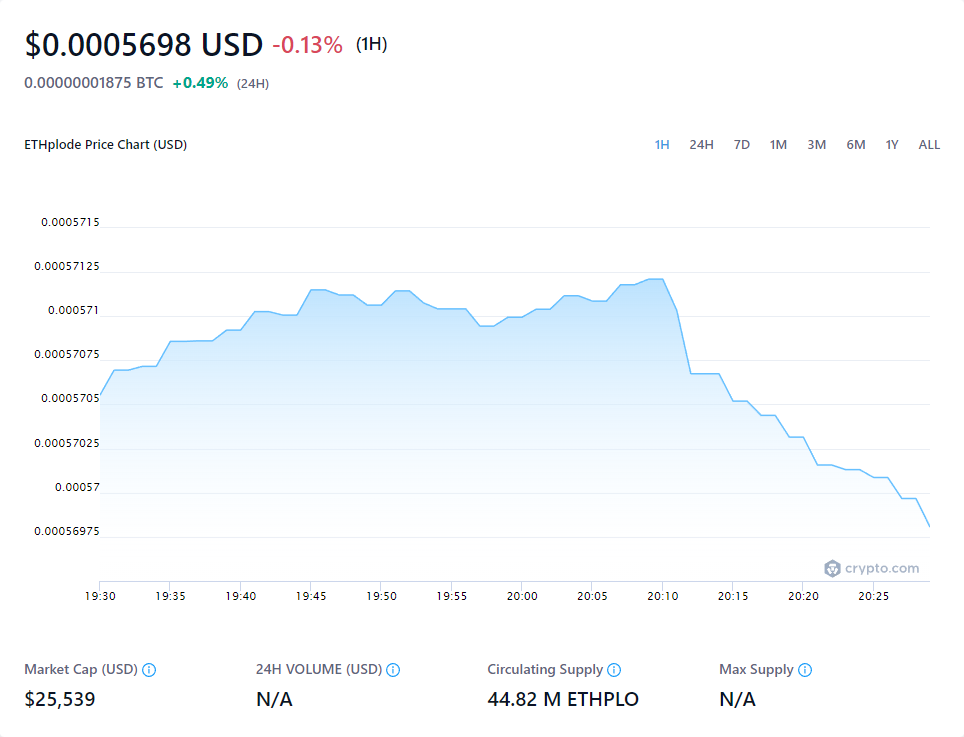 $0.0005698 USD -0.13% (1H)
0.00000001875 BTC +0.49% (24H)
ETHplode Price Chart (USD) 1H 24H 7D 1M 3M 6M 1Y ALL
0.0005715
0.00057125
0.000571
0.00057075
0.0005705
0.00057025
0.00057
0.00056975
crypto.com
19:30 19:35 19:40 19:45 19:50 19:55 20:00 20:05 20:10 20:15 20:20 20:25
Market Cap (USD) 24H VOLUME (USD) Circulating Supply Max Supply
$25,539 N/A 44.82 M ETHPLO N/A